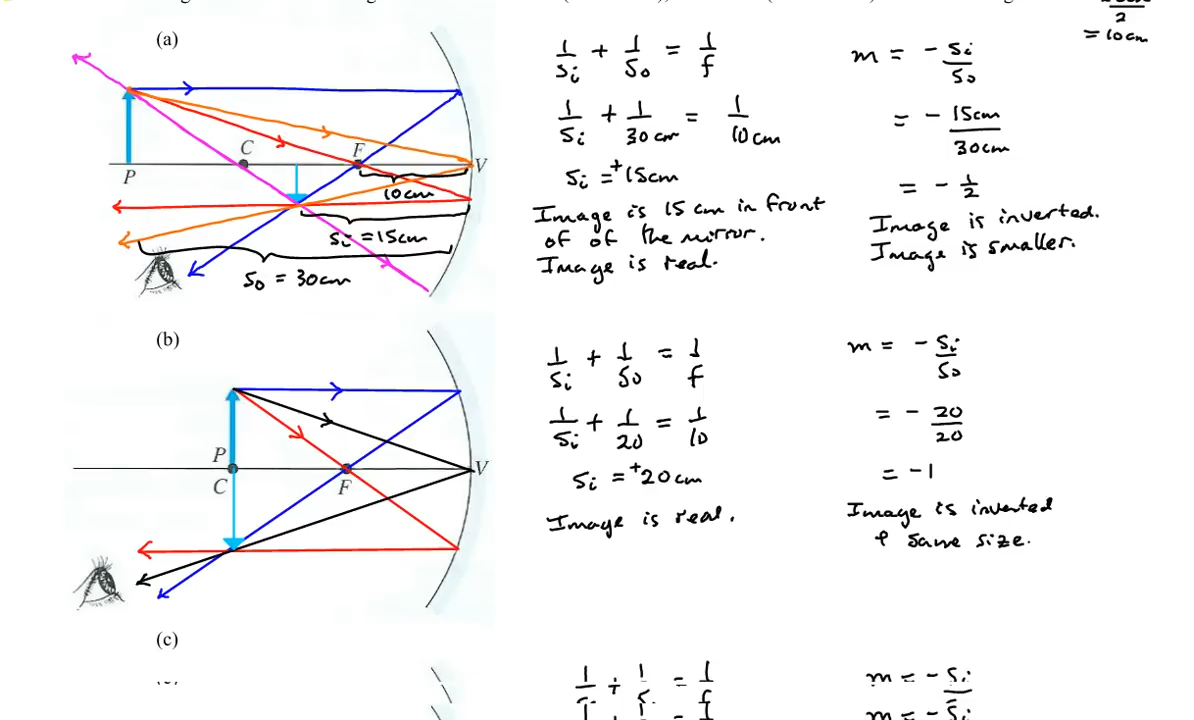 2
= 10cm
(a)
C
F
V
P
10cm
si = 15cm
so = 30cm
1/si + 1/so = 1/f
1/si + 1/30cm = 1/10cm
si = +15cm
Image is 15 cm in front
of of the mirror.
Image is real.
m = - si/so
= - 15cm/30cm
= - 1/2
Image is inverted.
Image is smaller.
(b)
P
C
F
V
1/si + 1/so = 1/f
1/si + 1/20 = 1/10
si = +20cm
Image is real.
m = - si/so
= - 20/20
= -1
Image is inverted
+ same size.
(c)
= 1/f
m = - si
m = - si